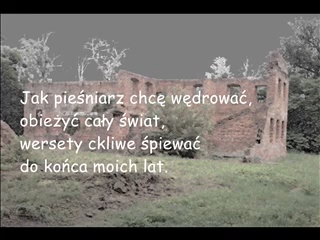 Jak pieśniarz chcę wędrować,
obieżyć cały świat,
wersety ckliwe śpiewać
do końca moich lat.